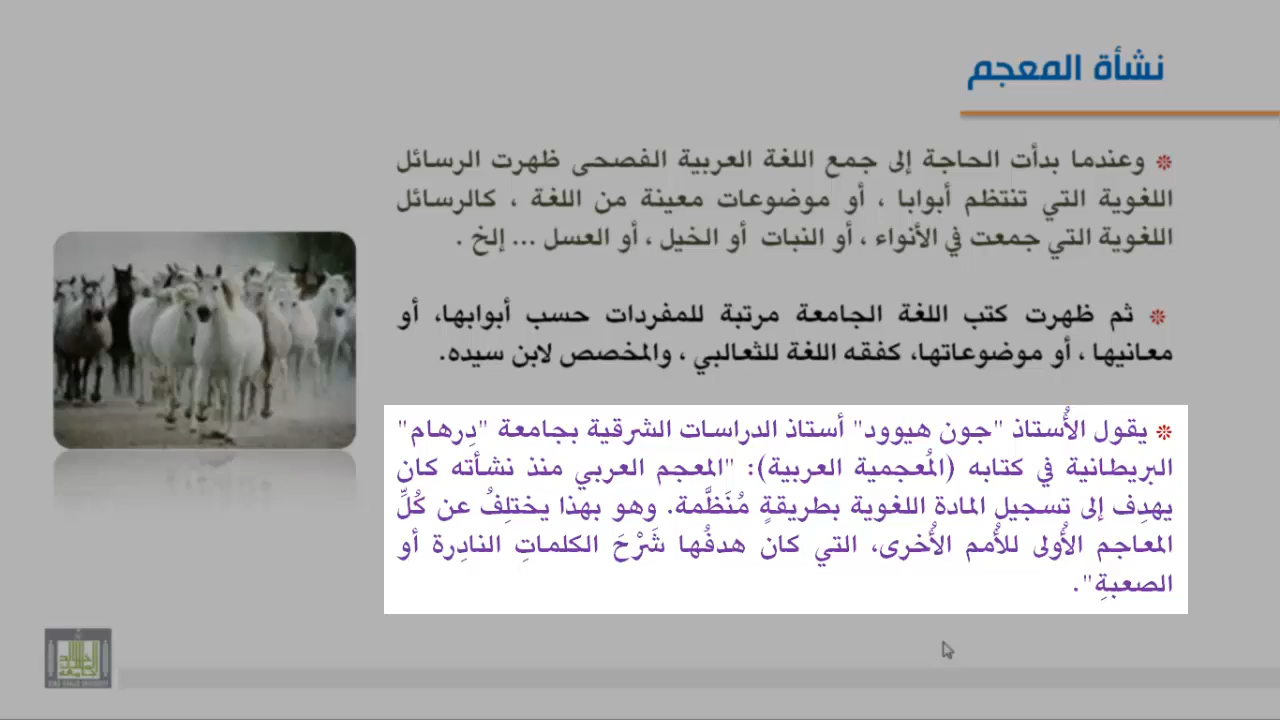 نشأة المعجم
وعندما بدأت الحاجة إلى جمع اللغة العربية الفصحى ظهرت الرسائل
اللغوية التي تنتظم أبوابا ، أو موضوعات معينة من اللغة ، كالرسائل
اللغوية التي جمعت في الأنواء ، أو النبات أو الخيل ، أو العسل ... إلخ .
ثم ظهرت كتب اللغة الجامعة مرتبة للمفردات حسب أبوابها، أو
معانيها ، أو موضوعاتها، كفقه اللغة للثعالبي ، والمخصص لابن سيده.
يقول الأُستاذ "جون هيوود" أستاذ الدراسات الشرقية بجامعة "دِرهام"
البريطانية في كتابه (المُعجمية العربية): "المعجم العربي منذ نشأته كان
يهدِف إلى تسجيل المادة اللغوية بطريقةٍ مُنَظَّمة. وهو بهذا يختلِفُ عن كُلِّ
المعاجم الأُولى للأُمم الأُخرى، التي كان هدفُها شَرْحَ الكلماتِ النادِرة أو
الصعبةِ".